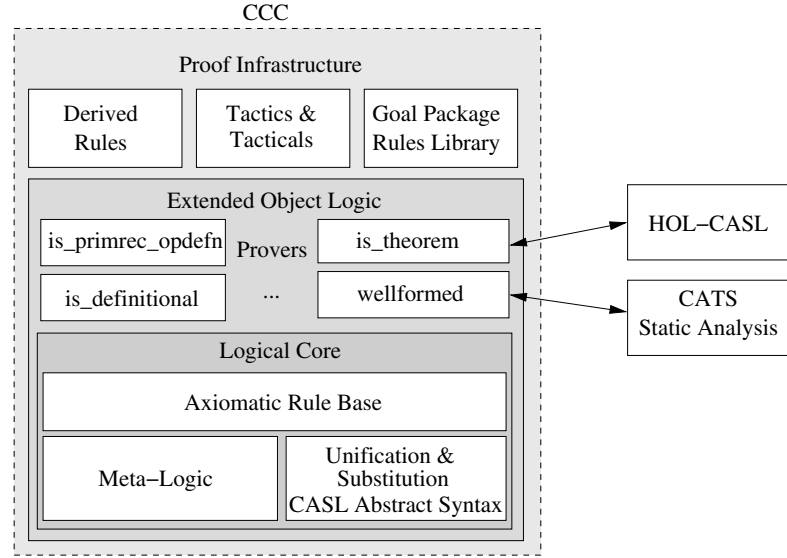 CCC
Proof Infrastructure
Derived
Rules
Tactics &
Tacticals
Goal Package
Rules Library
Extended Object Logic
is_primrec_opdefn
Provers
is_theorem
is_definitional
...
wellformed
HOL−CASL
CATS
Static Analysis
Logical Core
Axiomatic Rule Base
Meta−Logic
Unification &
Substitution
CASL Abstract Syntax